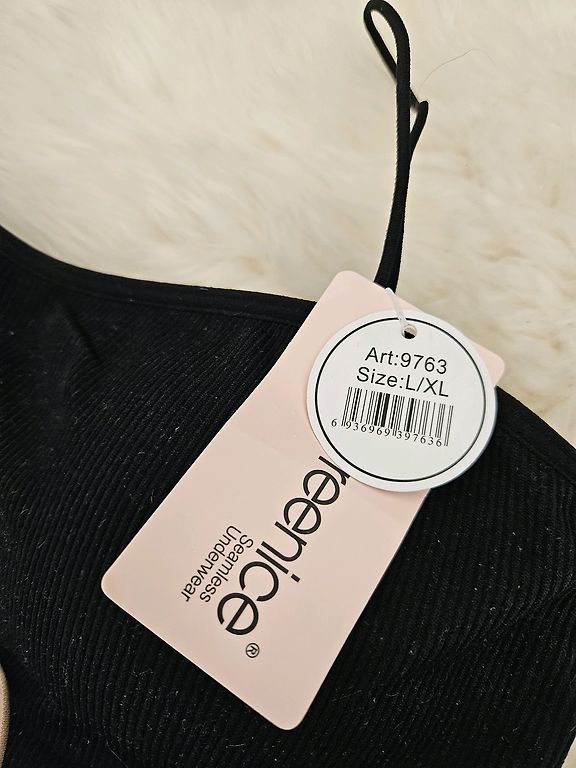 Art:9763
Size:L/XL
6 936969 397636
reenice®
Seamless
Underwear